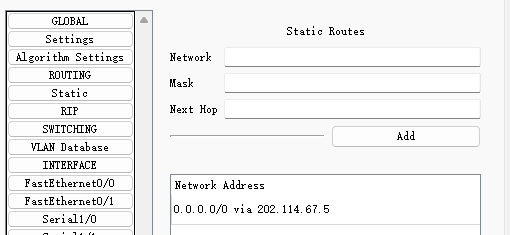 GLOBAL
Settings
Algorithm Settings
ROUTING
Static
RIP
SWITCHING
VLAN Database
INTERFACE
FastEthernet0/0
FastEthernet0/1
Serial1/0
Static Routes
Network
Mask
Next Hop
Add
Network Address
0.0.0.0/0 via 202.114.67.5